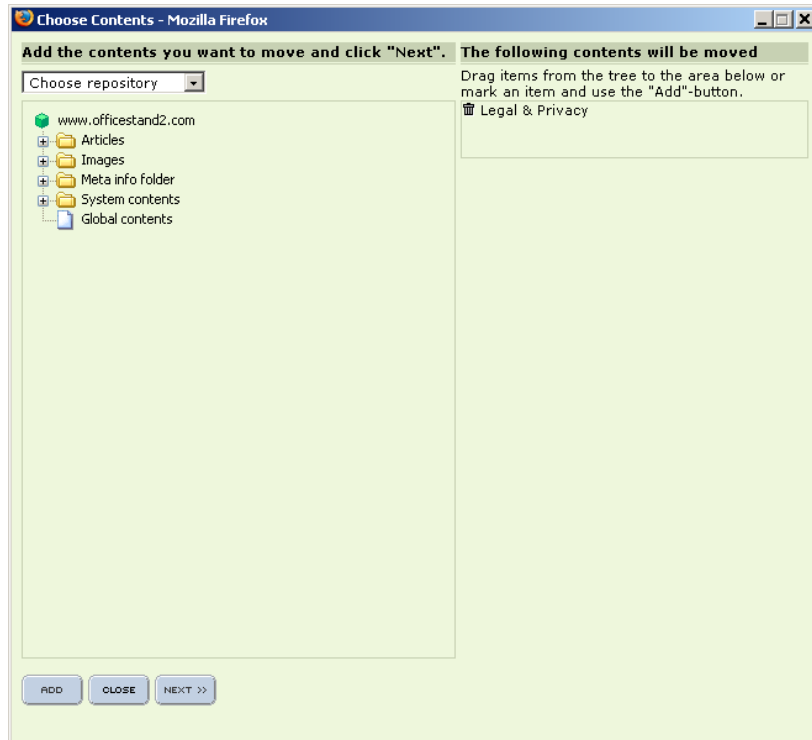 Choose Contents - Mozilla Firefox
Add the contents you want to move and click "Next".
Choose repository
www.officestand2.com
Articles
Images
Meta info folder
System contents
Global contents
The following contents will be moved
Drag items from the tree to the area below or
mark an item and use the "Add"-button.
Legal & Privacy
ADD
CLOSE
NEXT >>